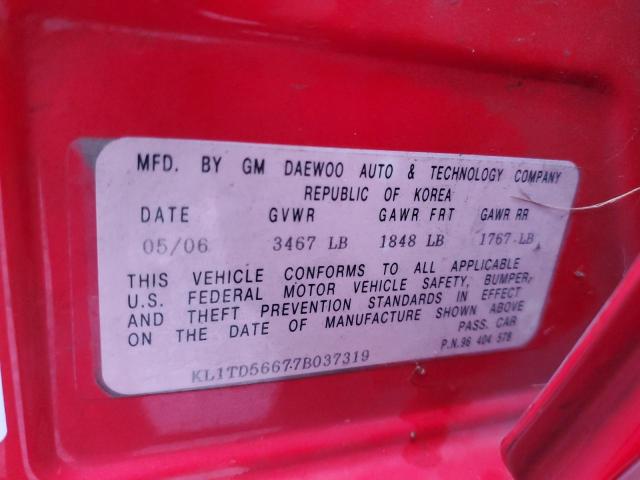 MFD. BY GM DAEWOO AUTO & TECHNOLOGY COMPANY
REPUBLIC OF KOREA
DATE GVWR GAWR FRT GAWR RR
05/06 3467 LB 1848 LB 1767 LB
THIS VEHICLE CONFORMS TO ALL APPLICABLE
U.S. FEDERAL MOTOR VEHICLE SAFETY, BUMPER,
AND THEFT PREVENTION STANDARDS IN EFFECT
ON THE DATE OF MANUFACTURE SHOWN ABOVE
PASS. CAR
KL1TD56677B037319 P.N.96 404 578